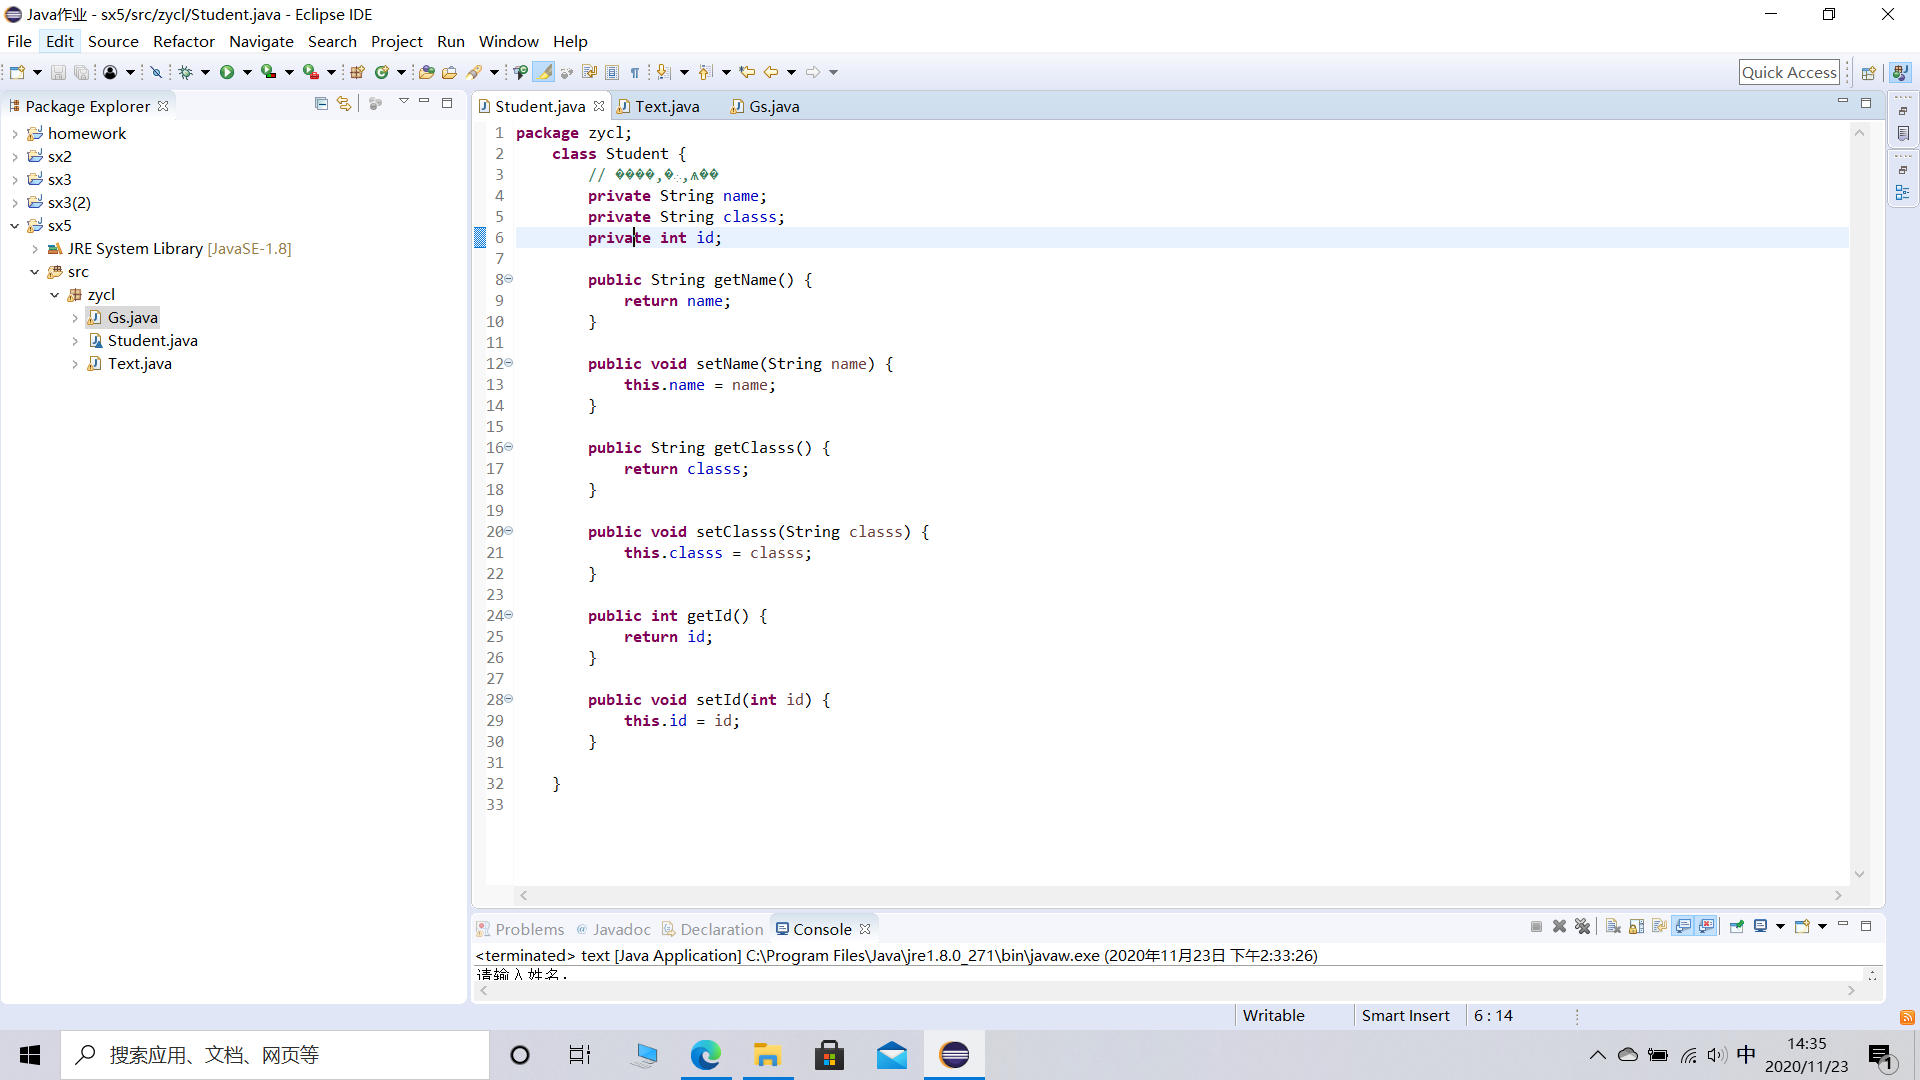 Java作业 - sx5/src/zycl/Student.java - Eclipse IDE
File Edit Source Refactor Navigate Search Project Run Window Help
Quick Access
Package Explorer
homework
sx2
sx3
sx3(2)
sx5
JRE System Library [JavaSE-1.8]
src
zycl
Gs.java
Student.java
Text.java
Student.java Text.java Gs.java
1 package zycl;
2 class Student {
3 // ����,�
4 private String name;
5 private String classs;
6 private int id;
7
8 public String getName() {
9 return name;
10 }
11
12 public void setName(String name) {
13 this.name = name;
14 }
15
16 public String getClasss() {
17 return classs;
18 }
19
20 public void setClasss(String classs) {
21 this.classs = classs;
22 }
23
24 public int getId() {
25 return id;
26 }
27
28 public void setId(int id) {
29 this.id = id;
30 }
31
32 }
33
Problems @ Javadoc Declaration Console
<terminated> text [Java Application] C:\Program Files\Java\jre1.8.0_271\bin\javaw.exe (2020年11月23日 下午2:33:26)
请输入姓名:
Writable Smart Insert 6 : 14
搜索应用、文档、网页等
中
14:35
2020/11/23
1